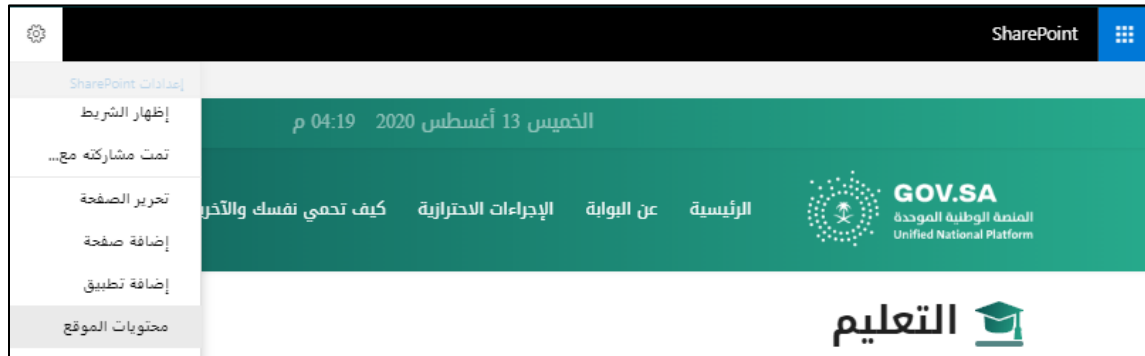 SharePoint
إعدادات SharePoint
إظهار الشريط
تمت مشاركته مع...
تحرير الصفحة
إضافة صفحة
إضافة تطبيق
محتويات الموقع
الخميس 13 أغسطس 2020 04:19 م
GOV.SA
المنصة الوطنية الموحدة
Unified National Platform
الرئيسية عن البوابة الإجراءات الاحترازية كيف تحمي نفسك والآخري
التعليم